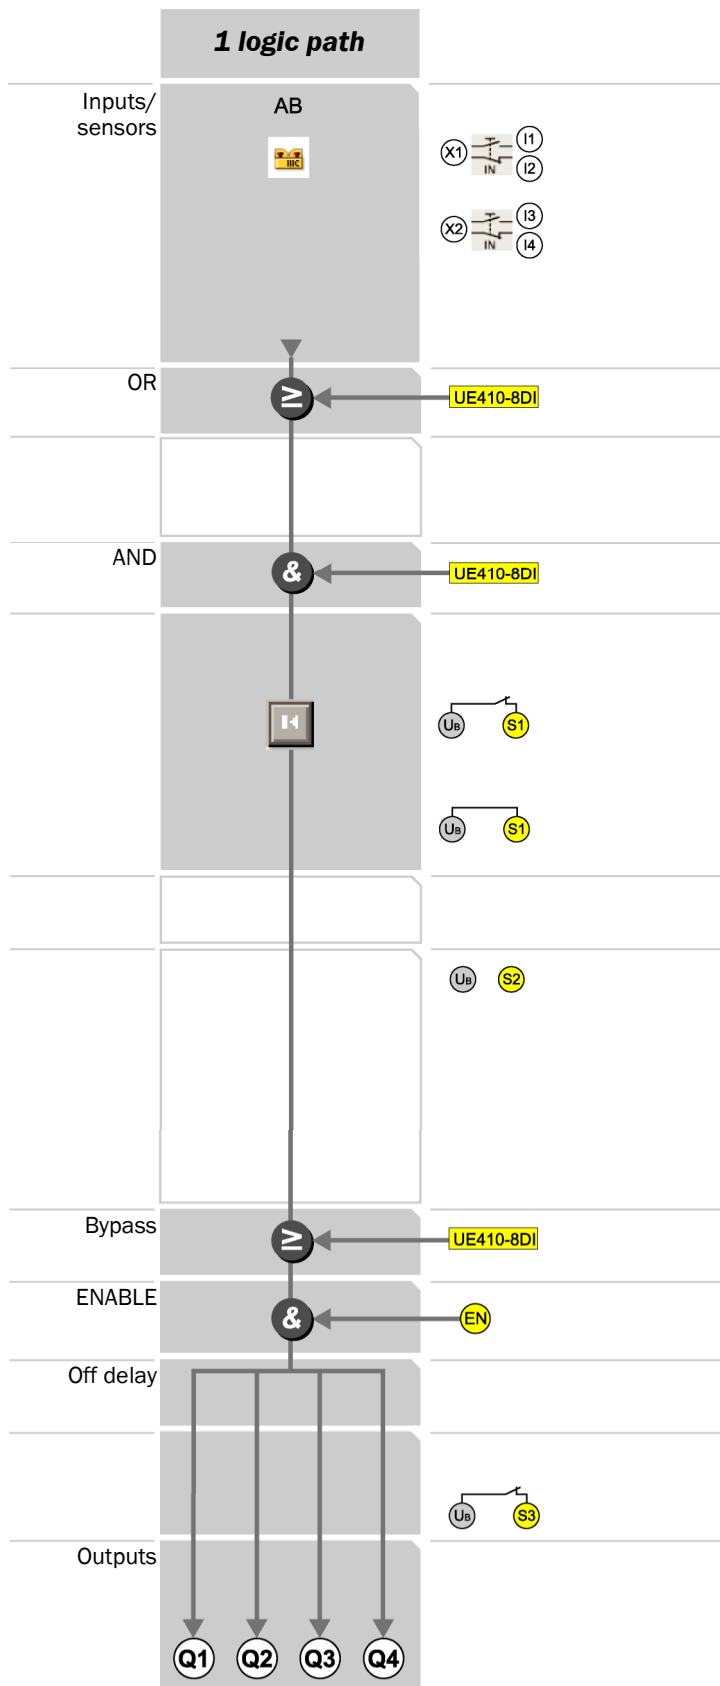 1 logic path
Inputs/
sensors
AB
IIIC
X1
I1
I2
IN
X2
I3
I4
IN
OR
≥
UE410-8DI
AND
&
UE410-8DI
UB
S1
UB
S1
UB
S2
Bypass
≥
UE410-8DI
ENABLE
&
EN
Off delay
UB
S3
Outputs
Q1
Q2
Q3
Q4